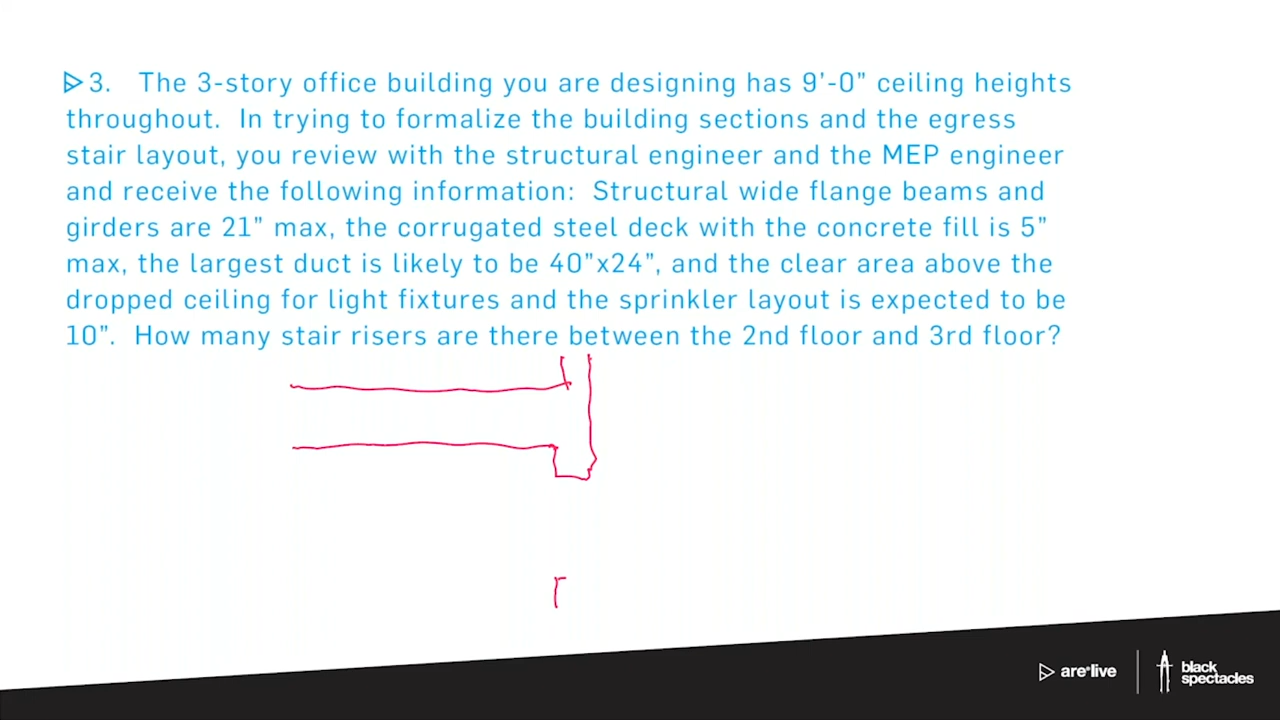 3. The 3-story office building you are designing has 9'-0" ceiling heights
throughout. In trying to formalize the building sections and the egress
stair layout, you review with the structural engineer and the MEP engineer
and receive the following information: Structural wide flange beams and
girders are 21" max, the corrugated steel deck with the concrete fill is 5"
max, the largest duct is likely to be 40"x24", and the clear area above the
dropped ceiling for light fixtures and the sprinkler layout is expected to be
10". How many stair risers are there between the 2nd floor and 3rd floor?
are live
black
spectacles